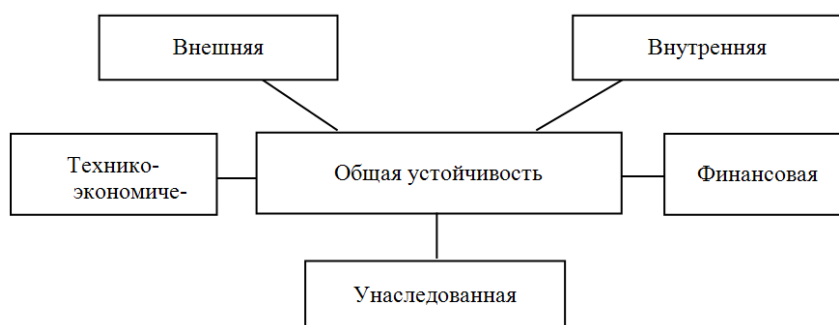 Внешняя
Внутренняя
Технико-
экономиче-
Общая устойчивость
Финансовая
Унаследованная